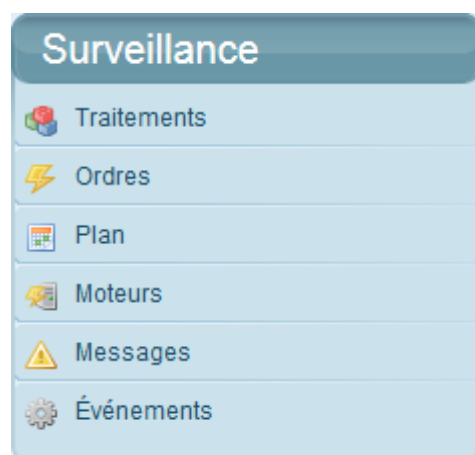 Surveillance
Traitements
Ordres
Plan
Moteurs
Messages
Événements